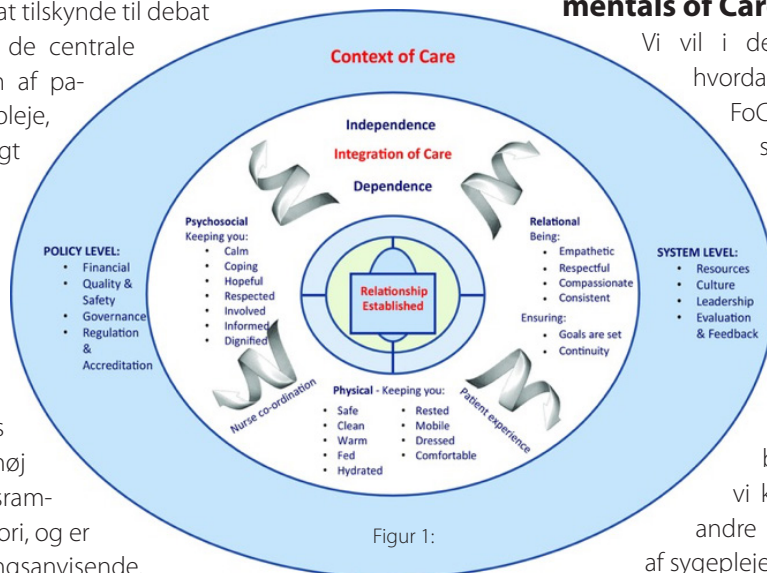 at tilskynde til debat
de centrale
af pa-
pleje,
gt
s
høj
sram-
ori, og er
ngsanvisende
mentals of Car
Vi vil i de
hvorda
FoC
s
b
vi k
andre
af sygepleje
Context of Care
Independence
Integration of Care
Dependence
Psychosocial
Keeping you:
• Calm
• Coping
• Hopeful
• Respected
• Involved
• Informed
• Dignified
Relational
Being:
• Empathetic
• Respectful
• Compassionate
• Consistent
Ensuring:
• Goals are set
• Continuity
POLICY LEVEL:
• Financial
• Quality &
Safety
• Governance
• Regulation
&
Accreditation
SYSTEM LEVEL:
• Resources
• Culture
• Leadership
• Evaluation
& Feedback
Relationship
Established
Nurse co-ordination
Patient experience
Physical - Keeping you:
• Safe
• Clean
• Warm
• Fed
• Hydrated
• Rested
• Mobile
• Dressed
• Comfortable
Figur 1: